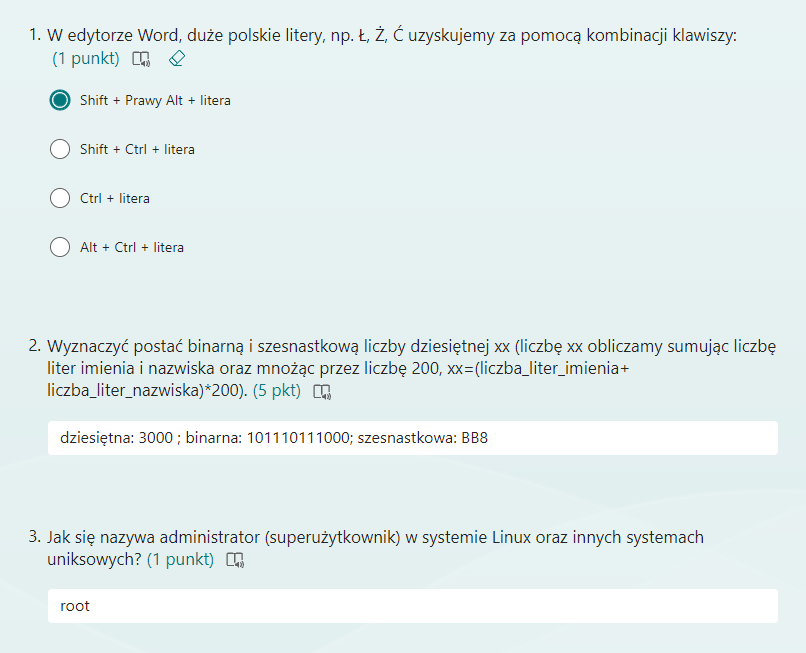 1. W edytorze Word, duże polskie litery, np. Ł, Ż, Ć uzyskujemy za pomocą kombinacji klawiszy:
(1 punkt)
Shift + Prawy Alt + litera
Shift + Ctrl + litera
Ctrl + litera
Alt + Ctrl + litera
2. Wyznaczyć postać binarną i szesnastkową liczby dziesiętnej xx (liczbę xx obliczamy sumując liczbę
liter imienia i nazwiska oraz mnożąc przez liczbę 200, xx=(liczba_liter_imienia+
liczba_liter_nazwiska)*200). (5 pkt)
dziesiętna: 3000 ; binarna: 101110111000; szesnastkowa: BB8
3. Jak się nazywa administrator (superużytkownik) w systemie Linux oraz innych systemach
uniksowych? (1 punkt)
root